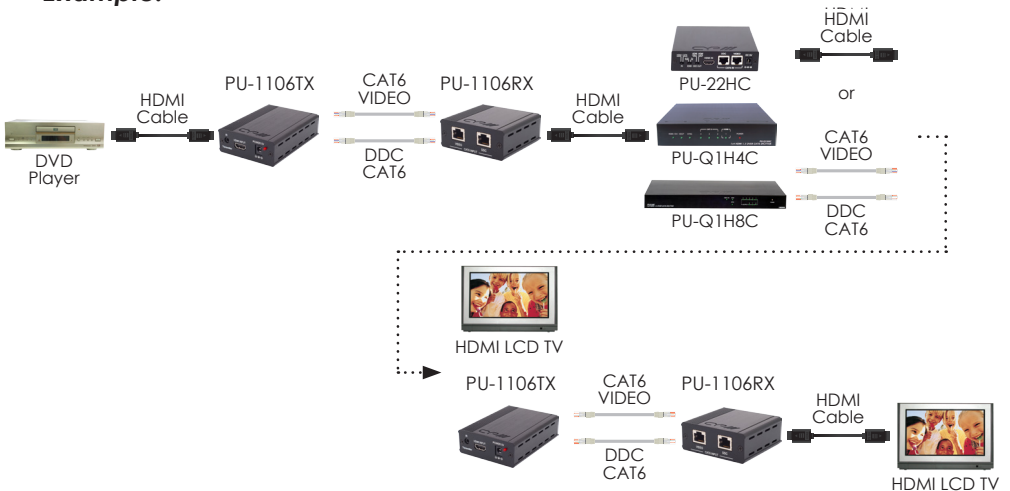 Example:
HDMI
Cable
PU-1106TX
CAT6
VIDEO
PU-1106RX
HDMI
Cable
HDMI
Cable
PU-22HC
or
DDC
CAT6
DVD
Player
PU-Q1H4C
CAT6
VIDEO
PU-Q1H8C
DDC
CAT6
HDMI LCD TV
PU-1106TX
CAT6
VIDEO
PU-1106RX
HDMI
Cable
DDC
CAT6
HDMI LCD TV